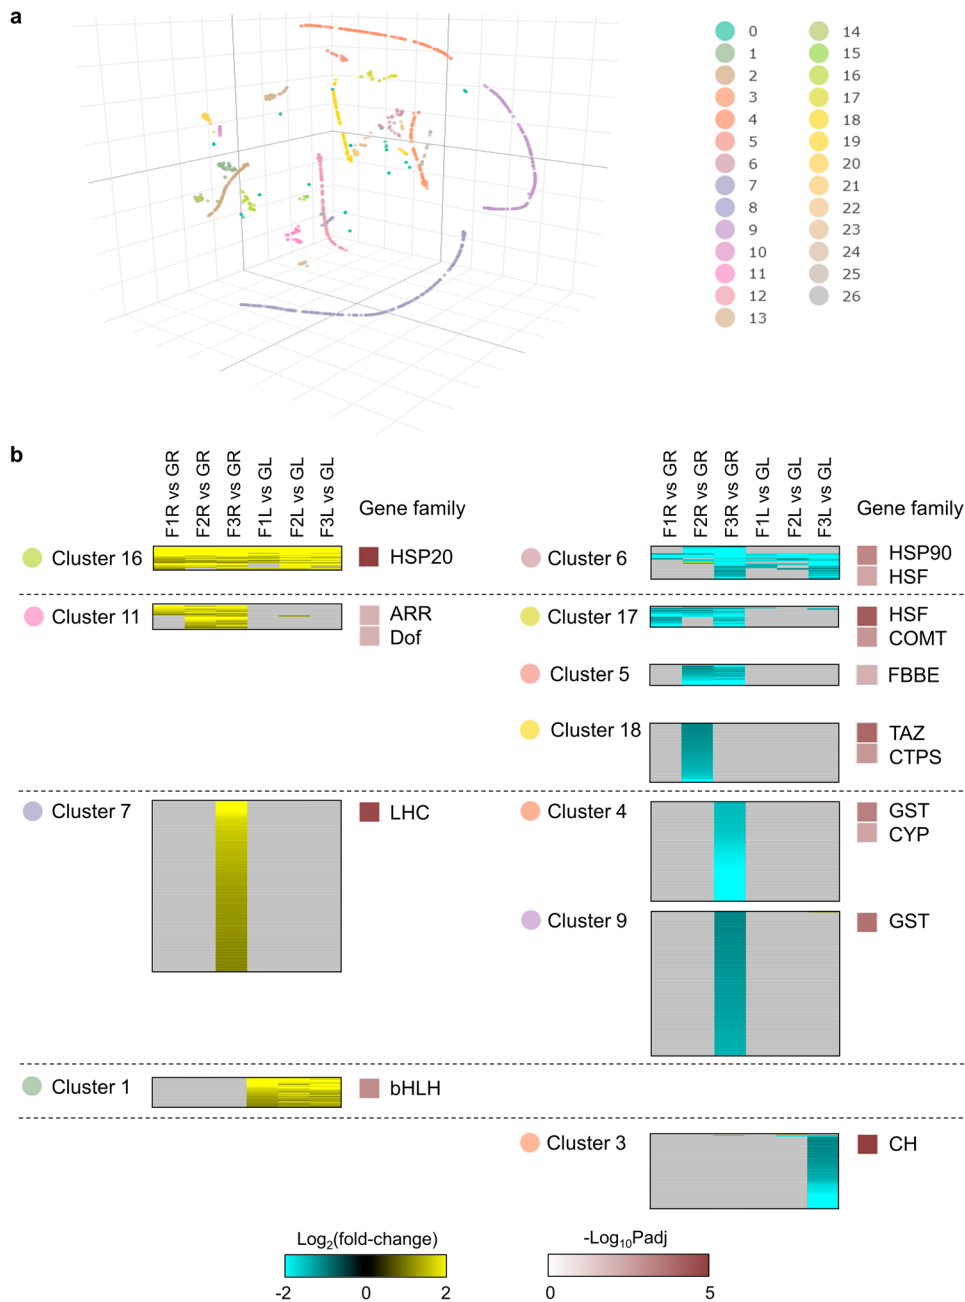 a
0 14
1 15
2 16
3 17
4 18
5 19
6 20
7 21
8 22
9 23
10 24
11 25
12 26
13
b
F1R vs GR
F2R vs GR
F3R vs GR
F1L vs GL
F2L vs GL
F3L vs GL
Gene family
F1R vs GR
F2R vs GR
F3R vs GR
F1L vs GL
F2L vs GL
F3L vs GL
Gene family
Cluster 16 HSP20
Cluster 6 HSP90
HSF
Cluster 11 ARR
Dof
Cluster 17 HSF
COMT
Cluster 5 FBBE
Cluster 18 TAZ
CTPS
Cluster 7 LHC
Cluster 4 GST
CYP
Cluster 9 GST
Cluster 1 bHLH
Cluster 3 CH
Log2(fold-change)
-2 0 2
-Log10Padj
0 5